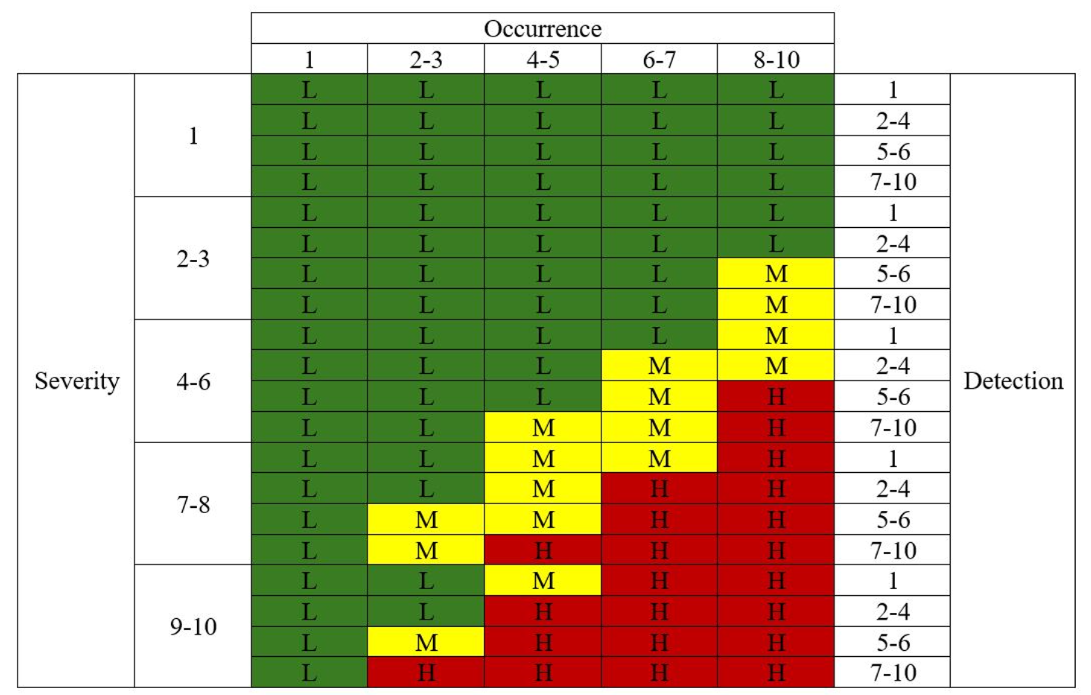 Occurrence
1 2-3 4-5 6-7 8-10
L L L L L 1
L L L L L 2-4
1
L L L L L 5-6
L L L L L 7-10
L L L L L 1
L L L L L 2-4
2-3
L L L L M 5-6
L L L L M 7-10
L L L L M 1
L L L M M 2-4
Severity 4-6 Detection
L L L M H 5-6
L L M M H 7-10
L L M M H 1
L L M H H 2-4
7-8
L M M H H 5-6
L M H H H 7-10
L L M H H 1
L L H H H 2-4
9-10
L M H H H 5-6
L H H H H 7-10